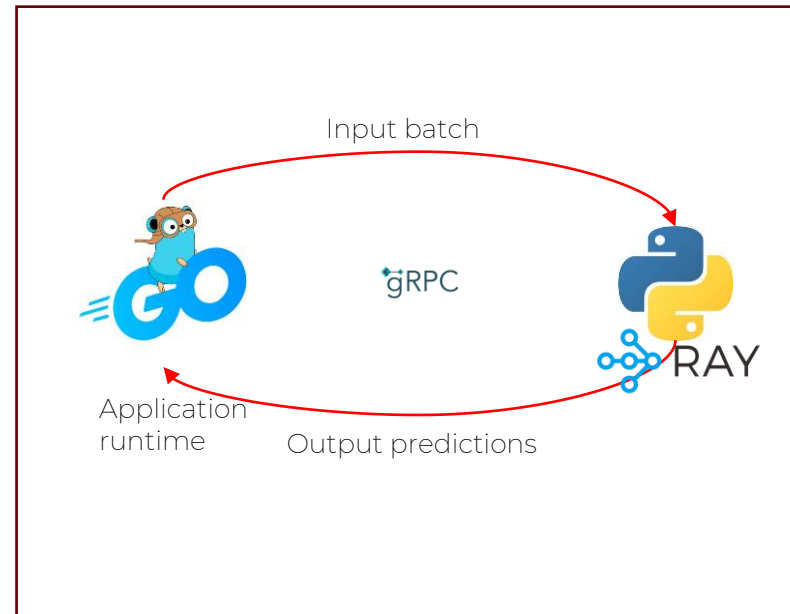 Input batch
GO
gRPC
RAY
Application
runtime
Output predictions